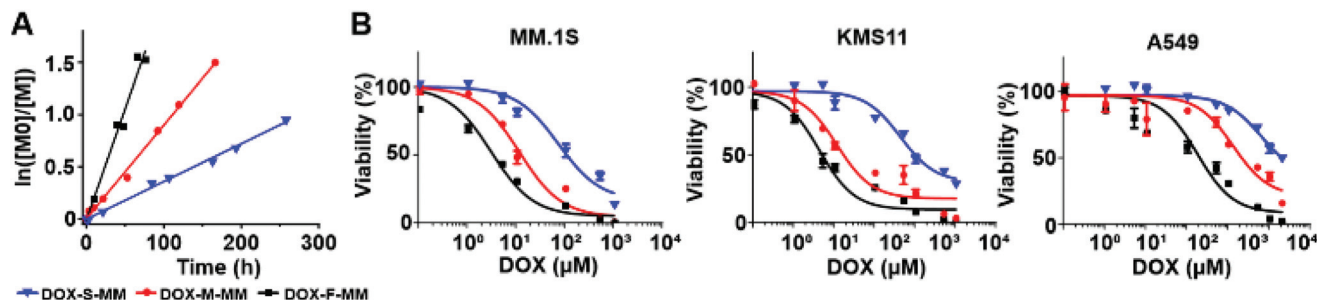 A
ln([M0]/[M])
1.5
1.0
0.5
0
0 100 200 300
Time (h)
DOX-S-MM DOX-M-MM DOX-F-MM
B
MM.1S
Viability (%)
100
50
0
10⁰ 10¹ 10² 10³ 10⁴
DOX (μM)
KMS11
Viability (%)
100
50
0
10⁰ 10¹ 10² 10³ 10⁴
DOX (μM)
A549
Viability (%)
100
50
0
10⁰ 10¹ 10² 10³ 10⁴
DOX (μM)